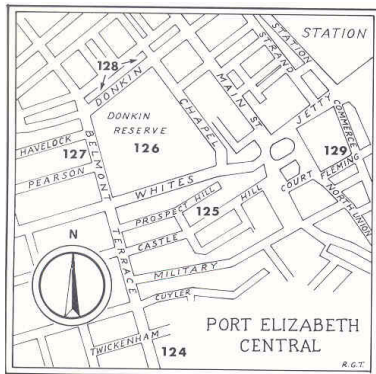 STATION
STATION
STRAND
128
DONKIN
MAIN ST
JETTY
DONKIN
RESERVE
CHAPEL
COMMERCE
HAVELOCK
127
BELMONT
126
129
PEARSON
WHITES
COURT
FLEMING
PROSPECT HILL
HILL
125
NORTH UNION
N
TERRACE
CASTLE
MILITARY
CUYLER
PORT ELIZABETH
CENTRAL
TWICKENHAM
124
R.G.T.